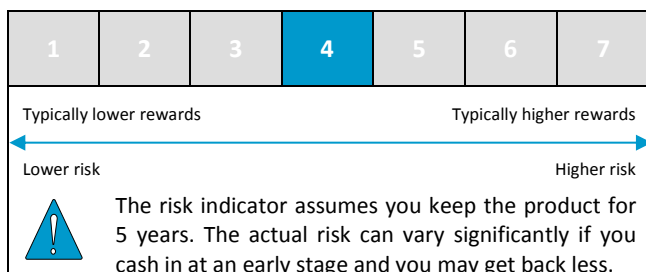 1 2 3 4 5 6 7
Typically lower rewards Typically higher rewards
Lower risk Higher risk
The risk indicator assumes you keep the product for
5 years. The actual risk can vary significantly if you
cash in at an early stage and you may get back less.